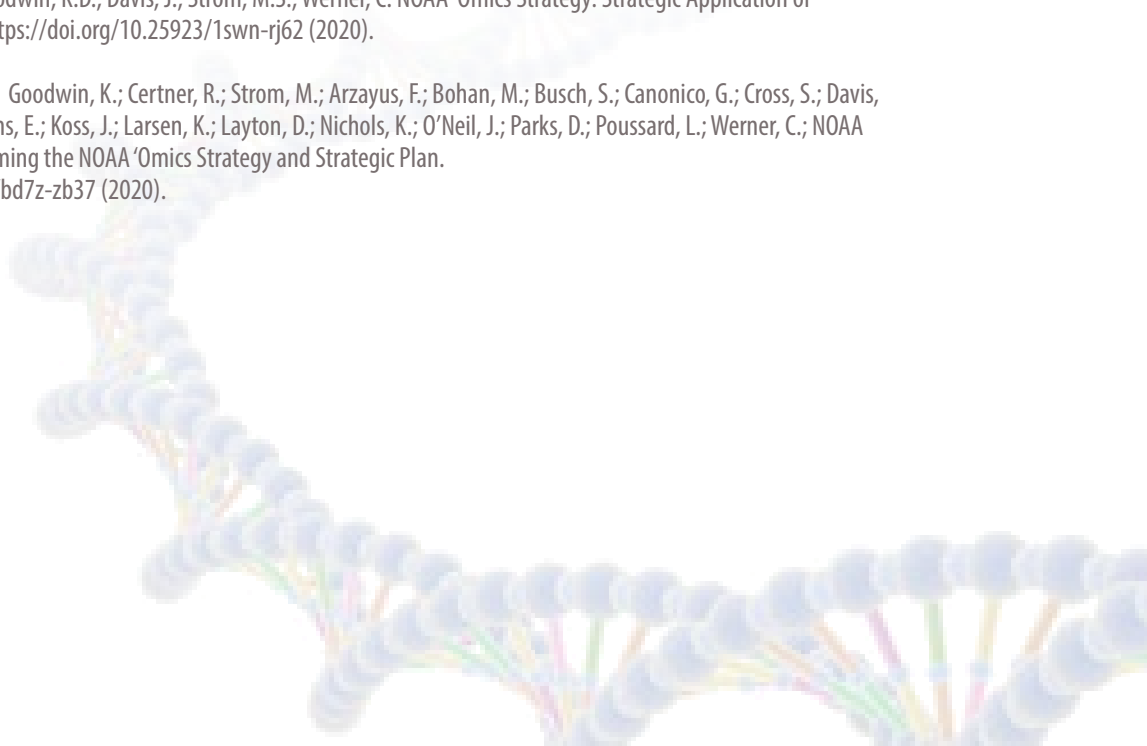 odwin, K.D., Davis, J., Strom, M.S., Werner, C. NOAA ‘Omics Strategy: Strategic Application of
tps://doi.org/10.25923/1swn-rj62 (2020).
Goodwin, K.; Certner, R.; Strom, M.; Arzayus, F.; Bohan, M.; Busch, S.; Canonico, G.; Cross, S.; Davis,
ns, E.; Koss, J.; Larsen, K.; Layton, D.; Nichols, K.; O’Neil, J.; Parks, D.; Poussard, L.; Werner, C.; NOAA
ming the NOAA ‘Omics Strategy and Strategic Plan.
bd7z-zb37 (2020).